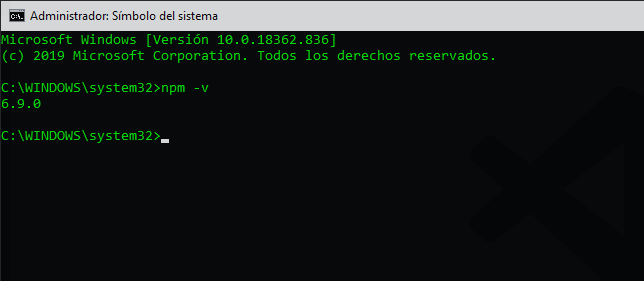 Administrador: Símbolo del sistema
Microsoft Windows [Versión 10.0.18362.836]
(c) 2019 Microsoft Corporation. Todos los derechos reservados.
C:\WINDOWS\system32>npm -v
6.9.0
C:\WINDOWS\system32>